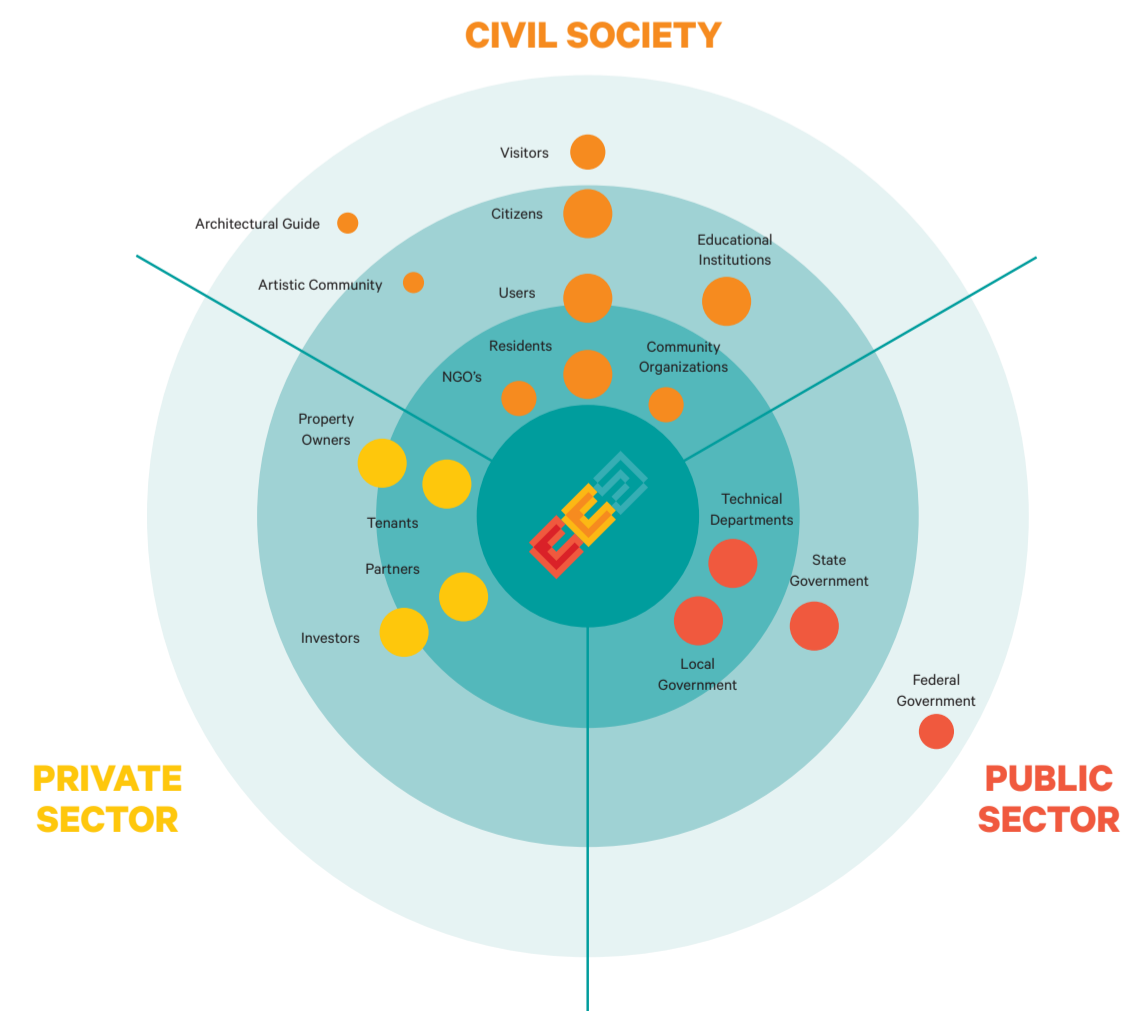 CIVIL SOCIETY
Visitors
Citizens
Architectural Guide
Educational
Institutions
Artistic Community
Users
Residents
Community
Organizations
NGO’s
Property
Owners
Tenants
Technical
Departments
Partners
State
Government
Investors
Local
Government
Federal
Government
PRIVATE
SECTOR
PUBLIC
SECTOR